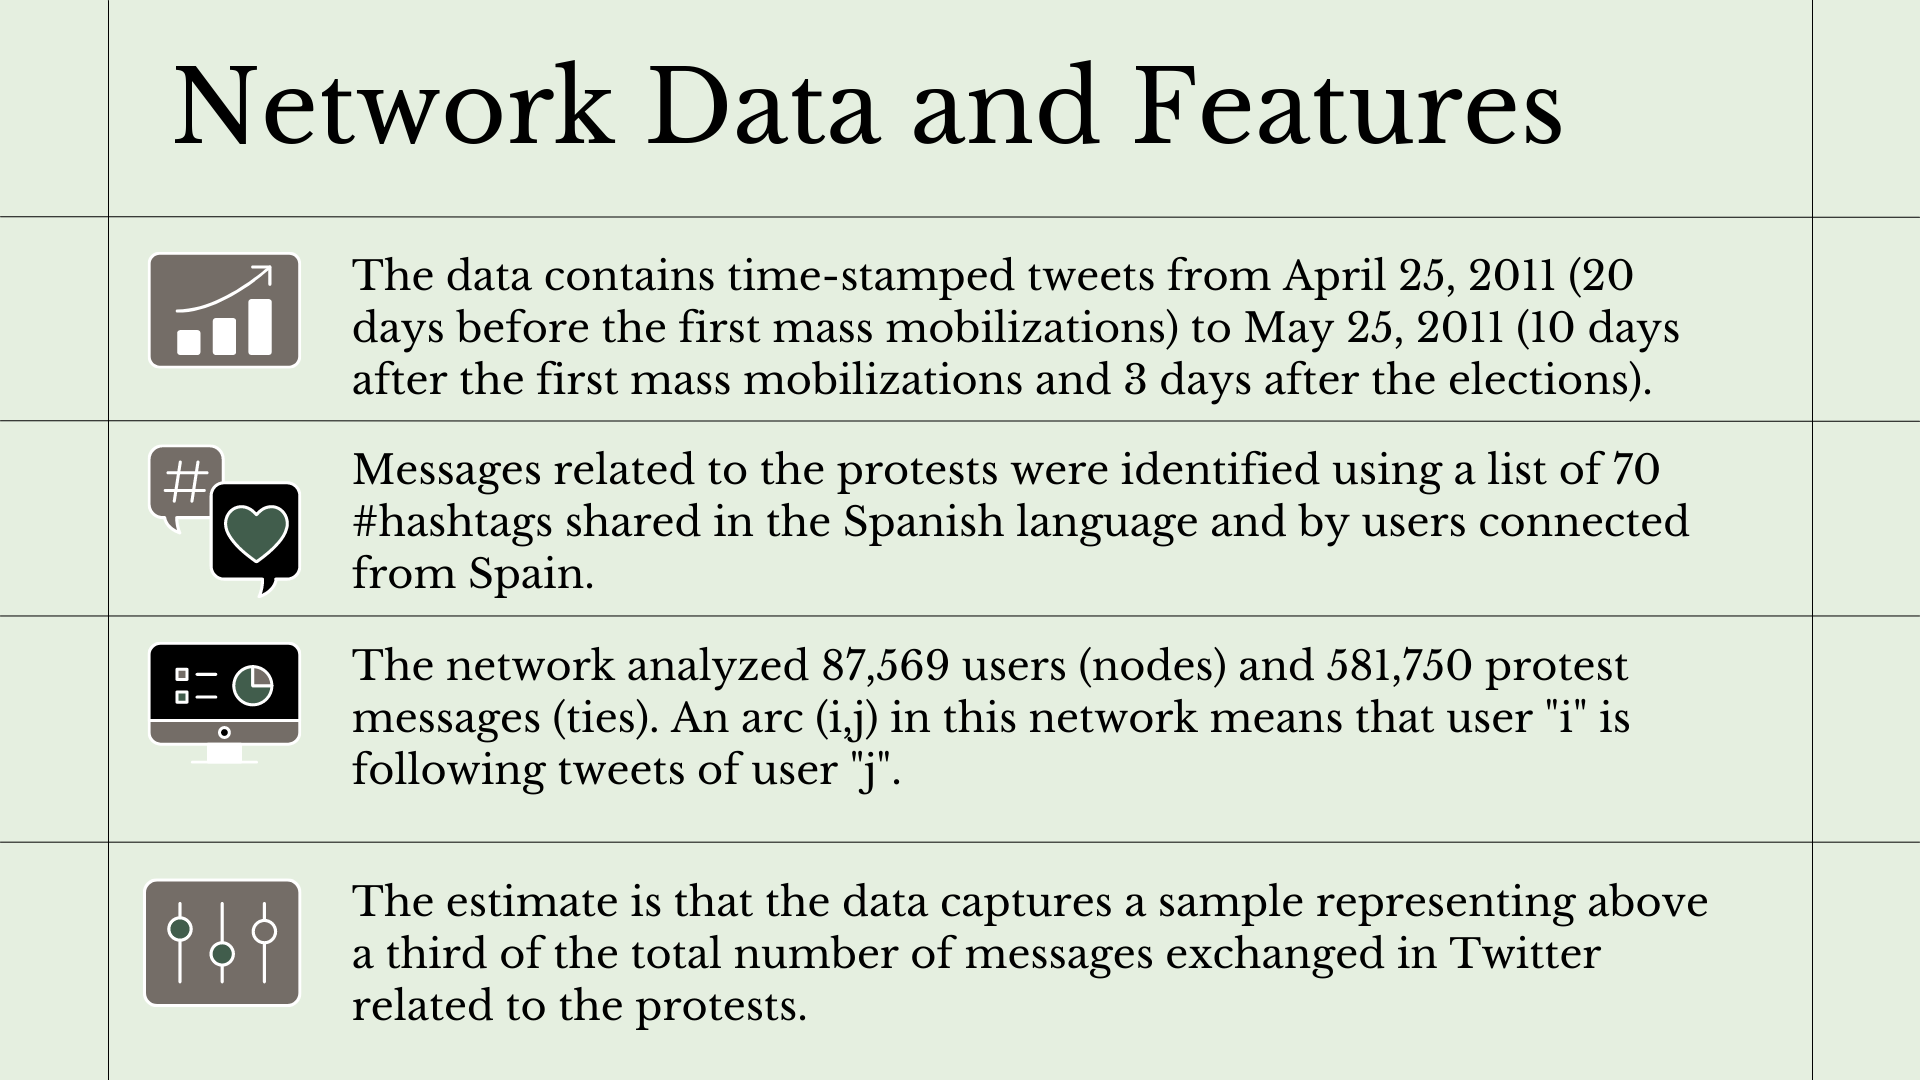 Network Data and Features
The data contains time-stamped tweets from April 25, 2011 (20
days before the first mass mobilizations) to May 25, 2011 (10 days
after the first mass mobilizations and 3 days after the elections).
#
Messages related to the protests were identified using a list of 70
#hashtags shared in the Spanish language and by users connected
from Spain.
The network analyzed 87,569 users (nodes) and 581,750 protest
messages (ties). An arc (i,j) in this network means that user "i" is
following tweets of user "j".
The estimate is that the data captures a sample representing above
a third of the total number of messages exchanged in Twitter
related to the protests.